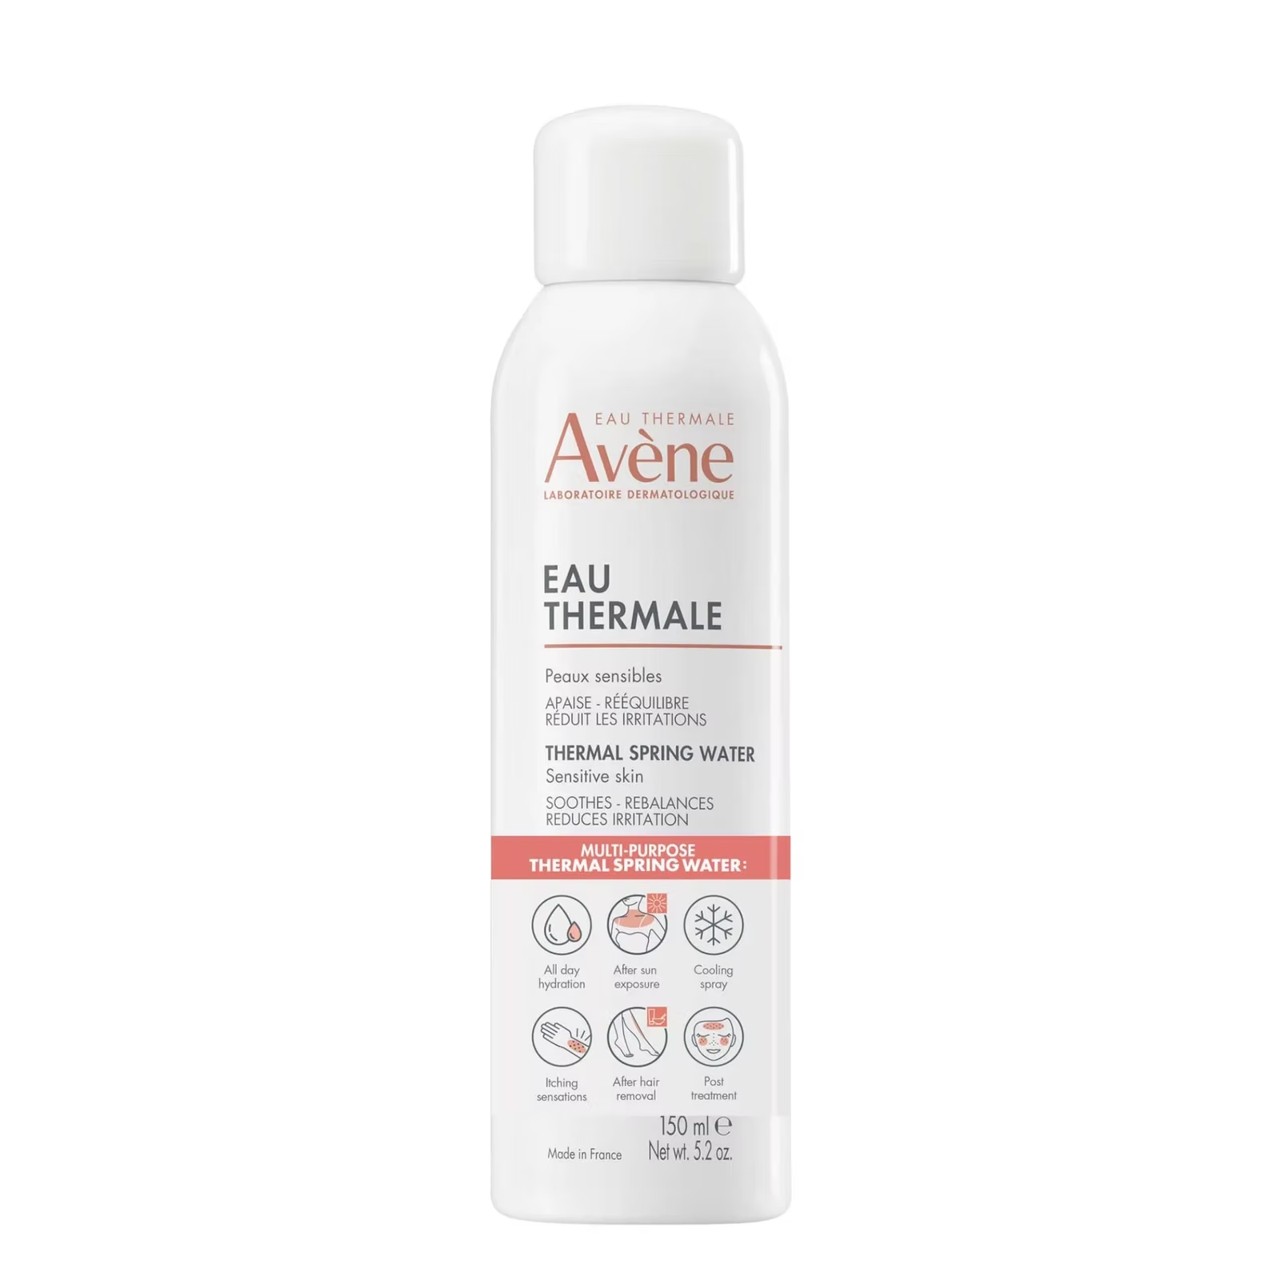 EAU THERMALE
Avène
LABORATOIRE DERMATOLOGIQUE
EAU
THERMALE
Peaux sensibles
APAISE - RÉÉQUILIBRE
RÉDUIT LES IRRITATIONS
THERMAL SPRING WATER
Sensitive skin
SOOTHES - REBALANCES
REDUCES IRRITATION
MULTI-PURPOSE
THERMAL SPRING WATER:
All day
hydration
After sun
exposure
Cooling
spray
Itching
sensations
After hair
removal
Post
treatment
150 ml ℮
Made in France
Net wt. 5.2 oz.